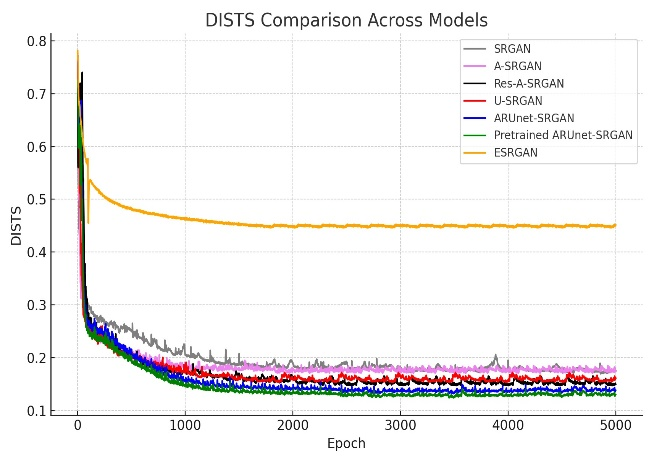 DISTS Comparison Across Models
0.8
0.7
0.6
0.5
0.4
0.3
0.2
0.1
DISTS
SRGAN
A-SRGAN
Res-A-SRGAN
U-SRGAN
ARUnet-SRGAN
Pretrained ARUnet-SRGAN
ESRGAN
0 1000 2000 3000 4000 5000
Epoch